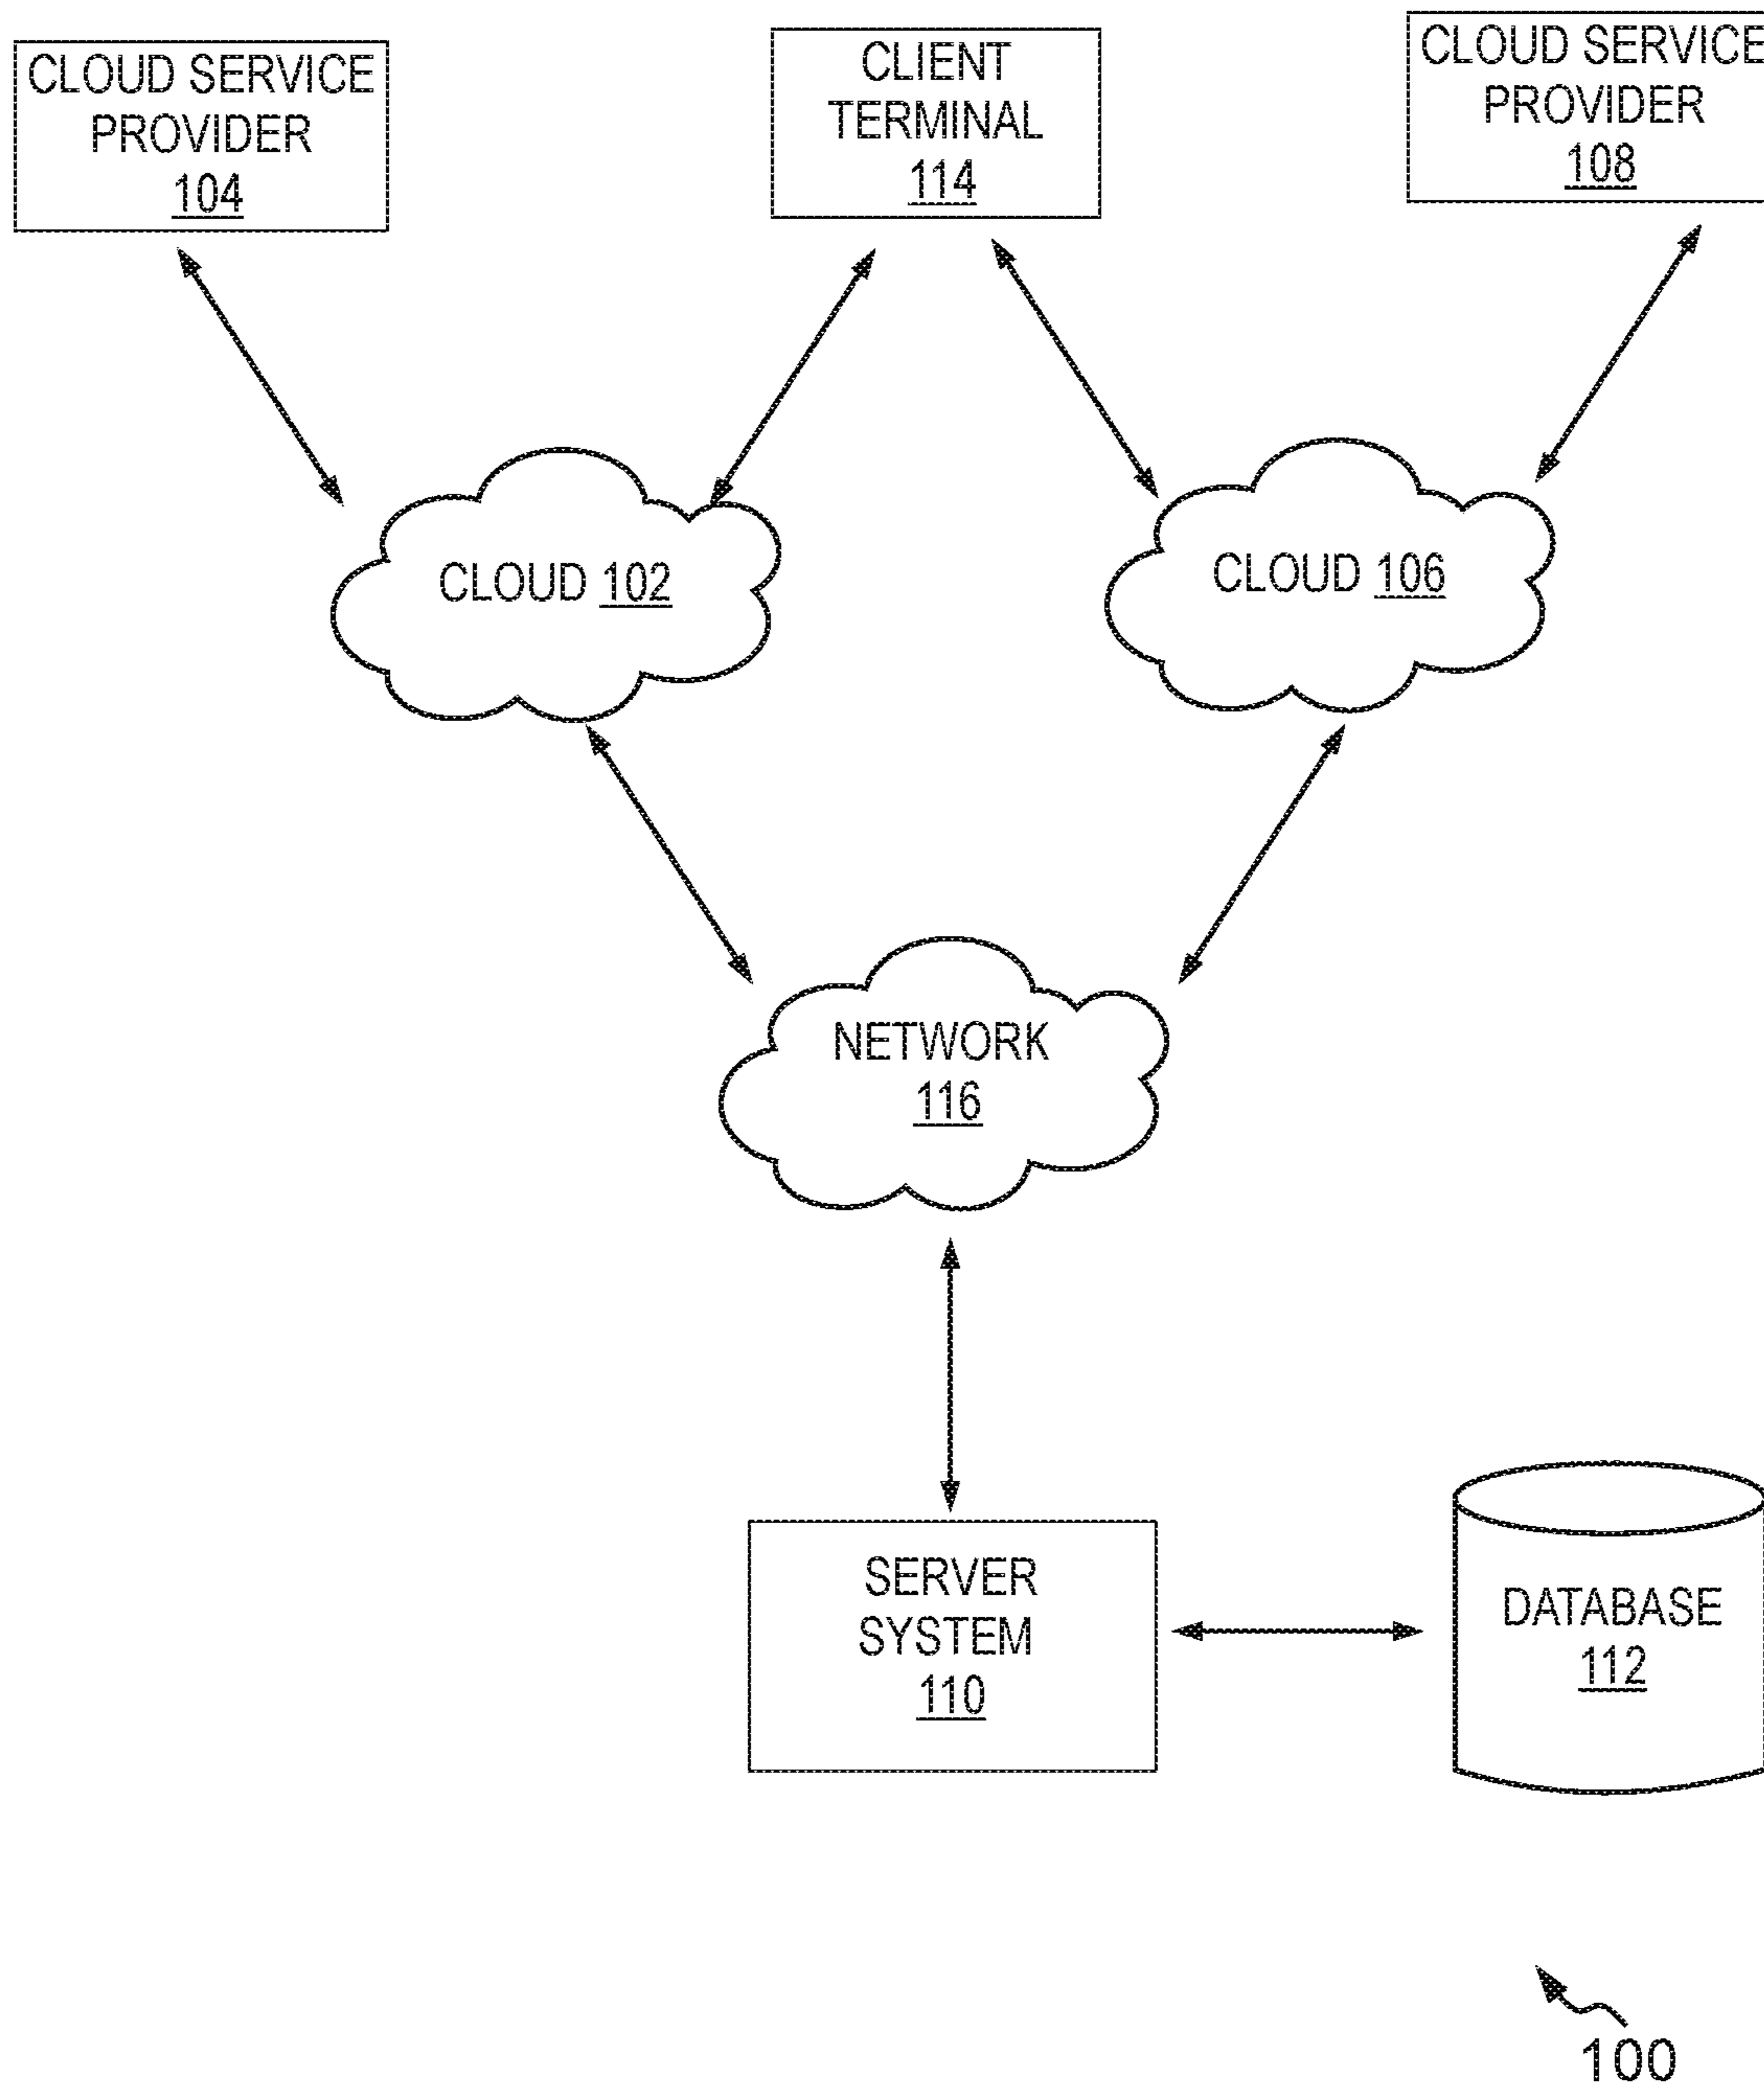 CLOUD SERVICE
PROVIDER
104
CLIENT
TERMINAL
114
CLOUD SERVICE
PROVIDER
108
CLOUD 102
CLOUD 106
NETWORK
116
SERVER
SYSTEM
110
DATABASE
112
100